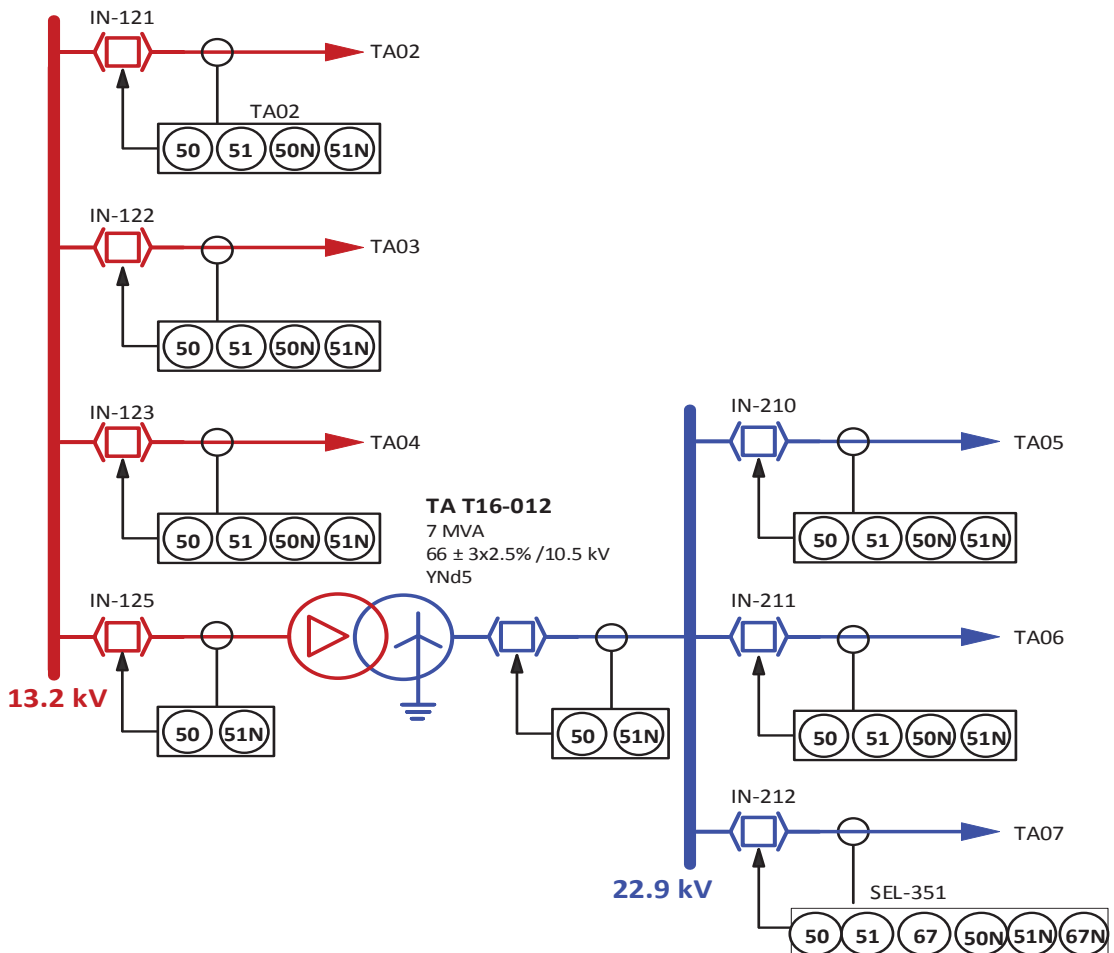 IN-121
TA02
TA02
50 51 50N 51N
IN-122
TA03
50 51 50N 51N
IN-123
TA04
50 51 50N 51N
IN-125
50 51N
13.2 kV
TA T16-012
7 MVA
66 ± 3x2.5% /10.5 kV
YNd5
50 51N
22.9 kV
IN-210
TA05
50 51 50N 51N
IN-211
TA06
50 51 50N 51N
IN-212
TA07
SEL-351
50 51 67 50N 51N 67N